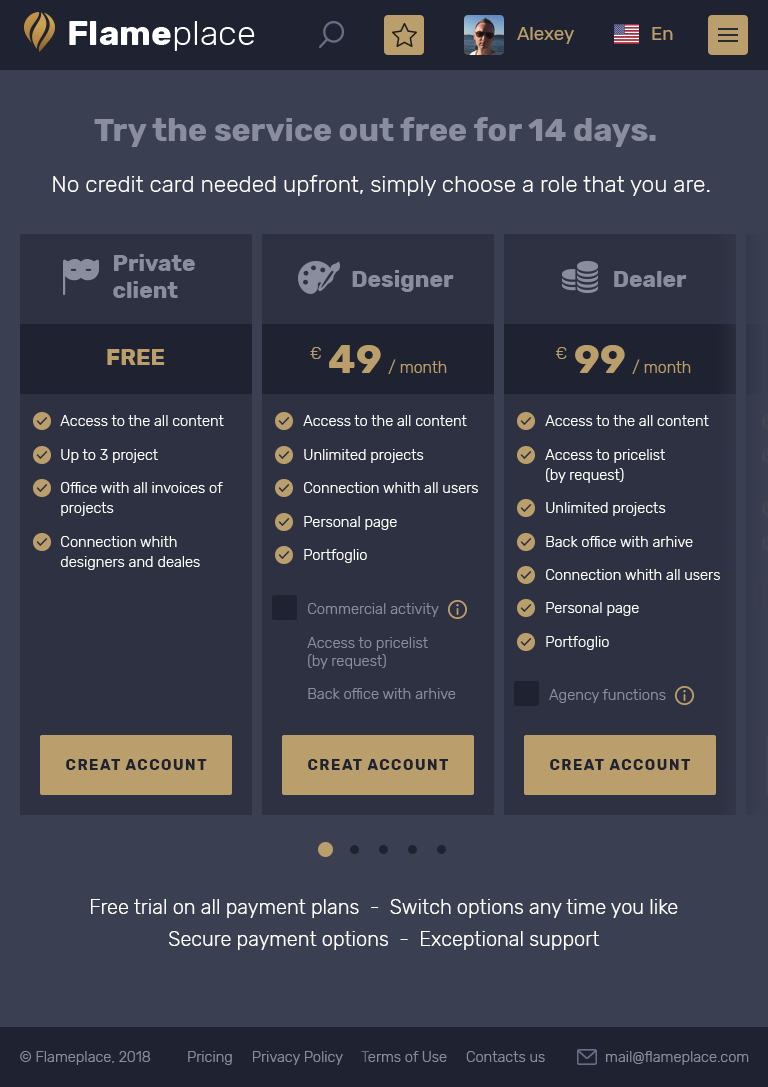 Flameplace
Alexey
En
Try the service out free for 14 days.
No credit card needed upfront, simply choose a role that you are.
Private
client
FREE
Access to the all content
Up to 3 project
Office with all invoices of
projects
Connection whith
designers and deales
CREAT ACCOUNT
Designer
€ 49 / month
Access to the all content
Unlimited projects
Connection whith all users
Personal page
Portfoglio
Commercial activity
Access to pricelist
(by request)
Back office with arhive
CREAT ACCOUNT
Dealer
€ 99 / month
Access to the all content
Access to pricelist
(by request)
Unlimited projects
Back office with arhive
Connection whith all users
Personal page
Portfoglio
Agency functions
CREAT ACCOUNT
Free trial on all payment plans - Switch options any time you like
Secure payment options - Exceptional support
© Flameplace, 2018 Pricing Privacy Policy Terms of Use Contacts us mail@flameplace.com